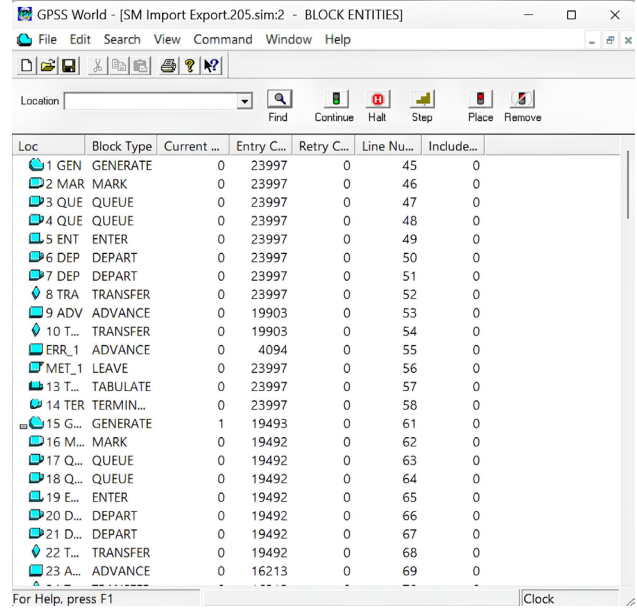 GPSS World - [SM Import Export.205.sim:2 - BLOCK ENTITIES]
File Edit Search View Command Window Help
Location Find Continue Halt Step Place Remove
Loc Block Type Current ... Entry C... Retry C... Line Nu... Include...
1 GEN GENERATE 0 23997 0 45 0
2 MAR MARK 0 23997 0 46 0
3 QUE QUEUE 0 23997 0 47 0
4 QUE QUEUE 0 23997 0 48 0
5 ENT ENTER 0 23997 0 49 0
6 DEP DEPART 0 23997 0 50 0
7 DEP DEPART 0 23997 0 51 0
8 TRA TRANSFER 0 23997 0 52 0
9 ADV ADVANCE 0 19903 0 53 0
10 T... TRANSFER 0 19903 0 54 0
ERR_1 ADVANCE 0 4094 0 55 0
MET_1 LEAVE 0 23997 0 56 0
13 T... TABULATE 0 23997 0 57 0
14 TER TERMIN... 0 23997 0 58 0
15 G... GENERATE 1 19493 0 61 0
16 M... MARK 0 19492 0 62 0
17 Q... QUEUE 0 19492 0 63 0
18 Q... QUEUE 0 19492 0 64 0
19 E... ENTER 0 19492 0 65 0
20 D... DEPART 0 19492 0 66 0
21 D... DEPART 0 19492 0 67 0
22 T... TRANSFER 0 19492 0 68 0
23 A... ADVANCE 0 16213 0 69 0
For Help, press F1 Clock